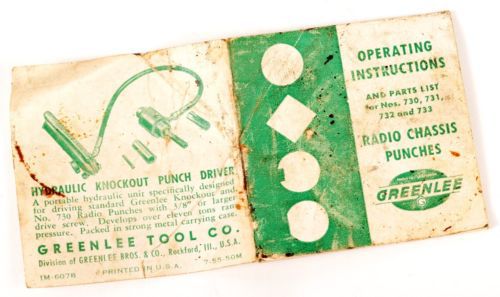 HYDRAULIC KNOCKOUT PUNCH DRIVER
A portable hydraulic unit specifically designed
for driving standard Greenlee Knockout and
No. 730 Radio Punches with 3/8" or larger
drive screw. Develops over eleven tons ram
pressure. Packed in strong metal carrying case.
GREENLEE TOOL CO.
Division of GREENLEE BROS. & CO., Rockford, Ill., U.S.A.
IM-607B PRINTED IN U.S.A. 7-55-50M
OPERATING
INSTRUCTIONS
AND PARTS LIST
for Nos. 730, 731,
732 and 733
RADIO CHASSIS
PUNCHES
GREENLEE
G